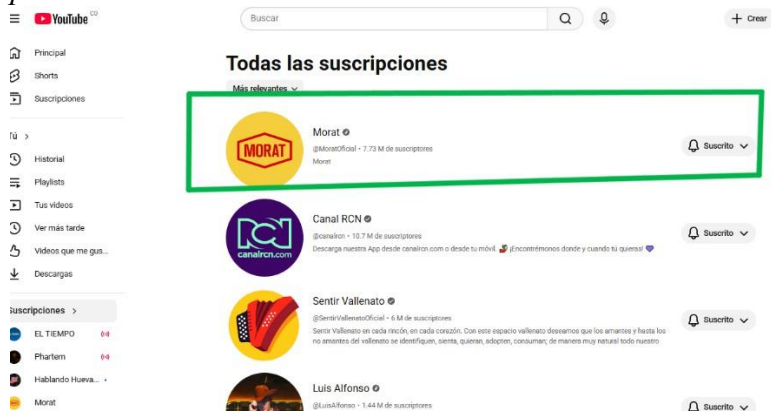 YouTube CO
Buscar
Crear
Principal
Shorts
Suscripciones
Tú >
Historial
Playlists
Tus videos
Ver más tarde
Videos que me gus...
Descargas
Suscripciones >
EL TIEMPO
Phartem
Hablando Hueva...
Morat
Todas las suscripciones
Más relevantes
MORAT
Morat
@MoratOficial • 7.73 M de suscriptores
Morat
Suscrito
canalrcn.com
Canal RCN
@canalrcn • 10.7 M de suscriptores
Descarga nuestra App desde canalrcn.com o desde tu móvil. 📲 ¡Encontrémonos donde y cuando tú quieras! 💜
Suscrito
Sentir Vallenato
@SentirVallenatoOficial • 6 M de suscriptores
Sentir Vallenato en cada rincón, en cada corazón. Con este espacio vallenato deseamos que los amantes y hasta los
no amantes del vallenato se identifiquen, sienta, quieran, adopten, consuman; de manera muy natural todo nuestro
Suscrito
Luis Alfonso
@LuisAlfonso • 1.44 M de suscriptores
Suscrito